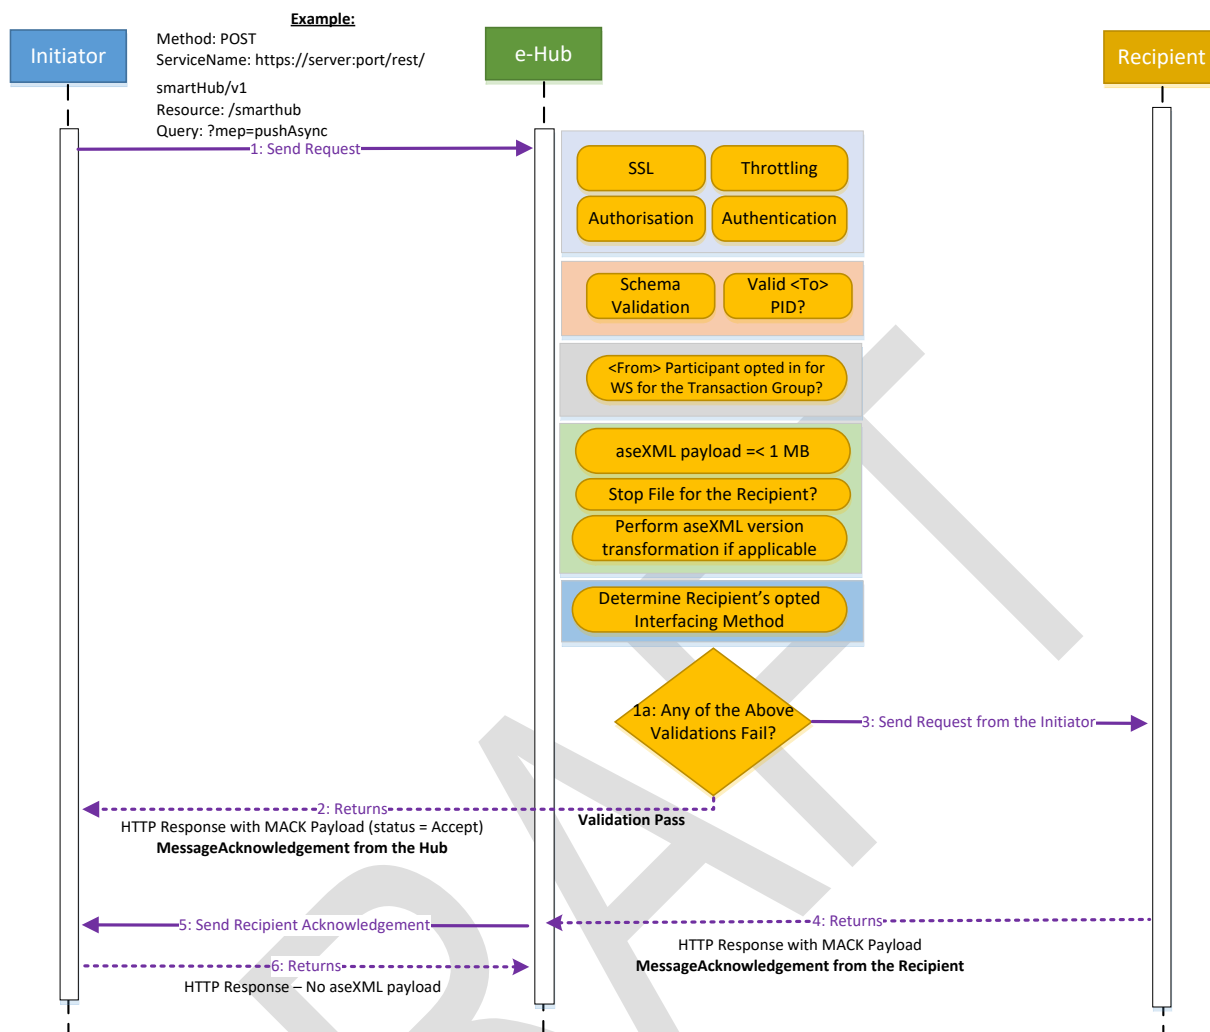 Example:
Method: POST
ServiceName: https://server:port/rest/
smartHub/v1
Resource: /smarthub
Query: ?mep=pushAsync
Initiator
e-Hub
Recipient
1: Send Request
SSL
Throttling
Authorisation
Authentication
Schema
Validation
Valid <To>
PID?
<From> Participant opted in for
WS for the Transaction Group?
aseXML payload =< 1 MB
Stop File for the Recipient?
Perform aseXML version
transformation if applicable
Determine Recipient’s opted
Interfacing Method
1a: Any of the Above
Validations Fail?
3: Send Request from the Initiator
2: Returns
HTTP Response with MACK Payload (status = Accept)
MessageAcknowledgement from the Hub
Validation Pass
5: Send Recipient Acknowledgement
4: Returns
HTTP Response with MACK Payload
MessageAcknowledgement from the Recipient
6: Returns
HTTP Response – No aseXML payload
RAFT